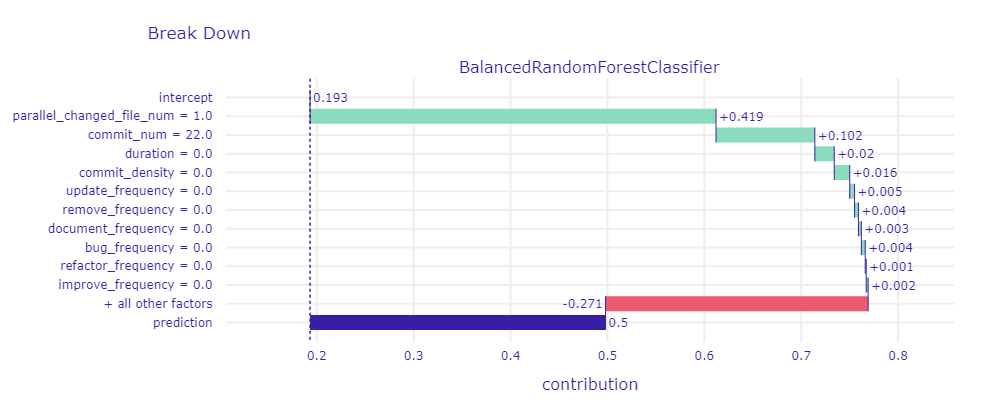 Break Down
BalancedRandomForestClassifier
intercept 0.193
parallel_changed_file_num = 1.0 +0.419
commit_num = 22.0 +0.102
duration = 0.0 +0.02
commit_density = 0.0 +0.016
update_frequency = 0.0 +0.005
remove_frequency = 0.0 +0.004
document_frequency = 0.0 +0.003
bug_frequency = 0.0 +0.004
refactor_frequency = 0.0 +0.001
improve_frequency = 0.0 +0.002
+ all other factors -0.271
prediction 0.5
0.2 0.3 0.4 0.5 0.6 0.7 0.8
contribution